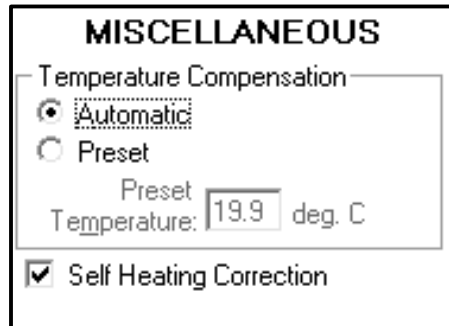 MISCELLANEOUS
Temperature Compensation
Automatic
Preset
Preset
Temperature: 19.9 deg. C
Self Heating Correction